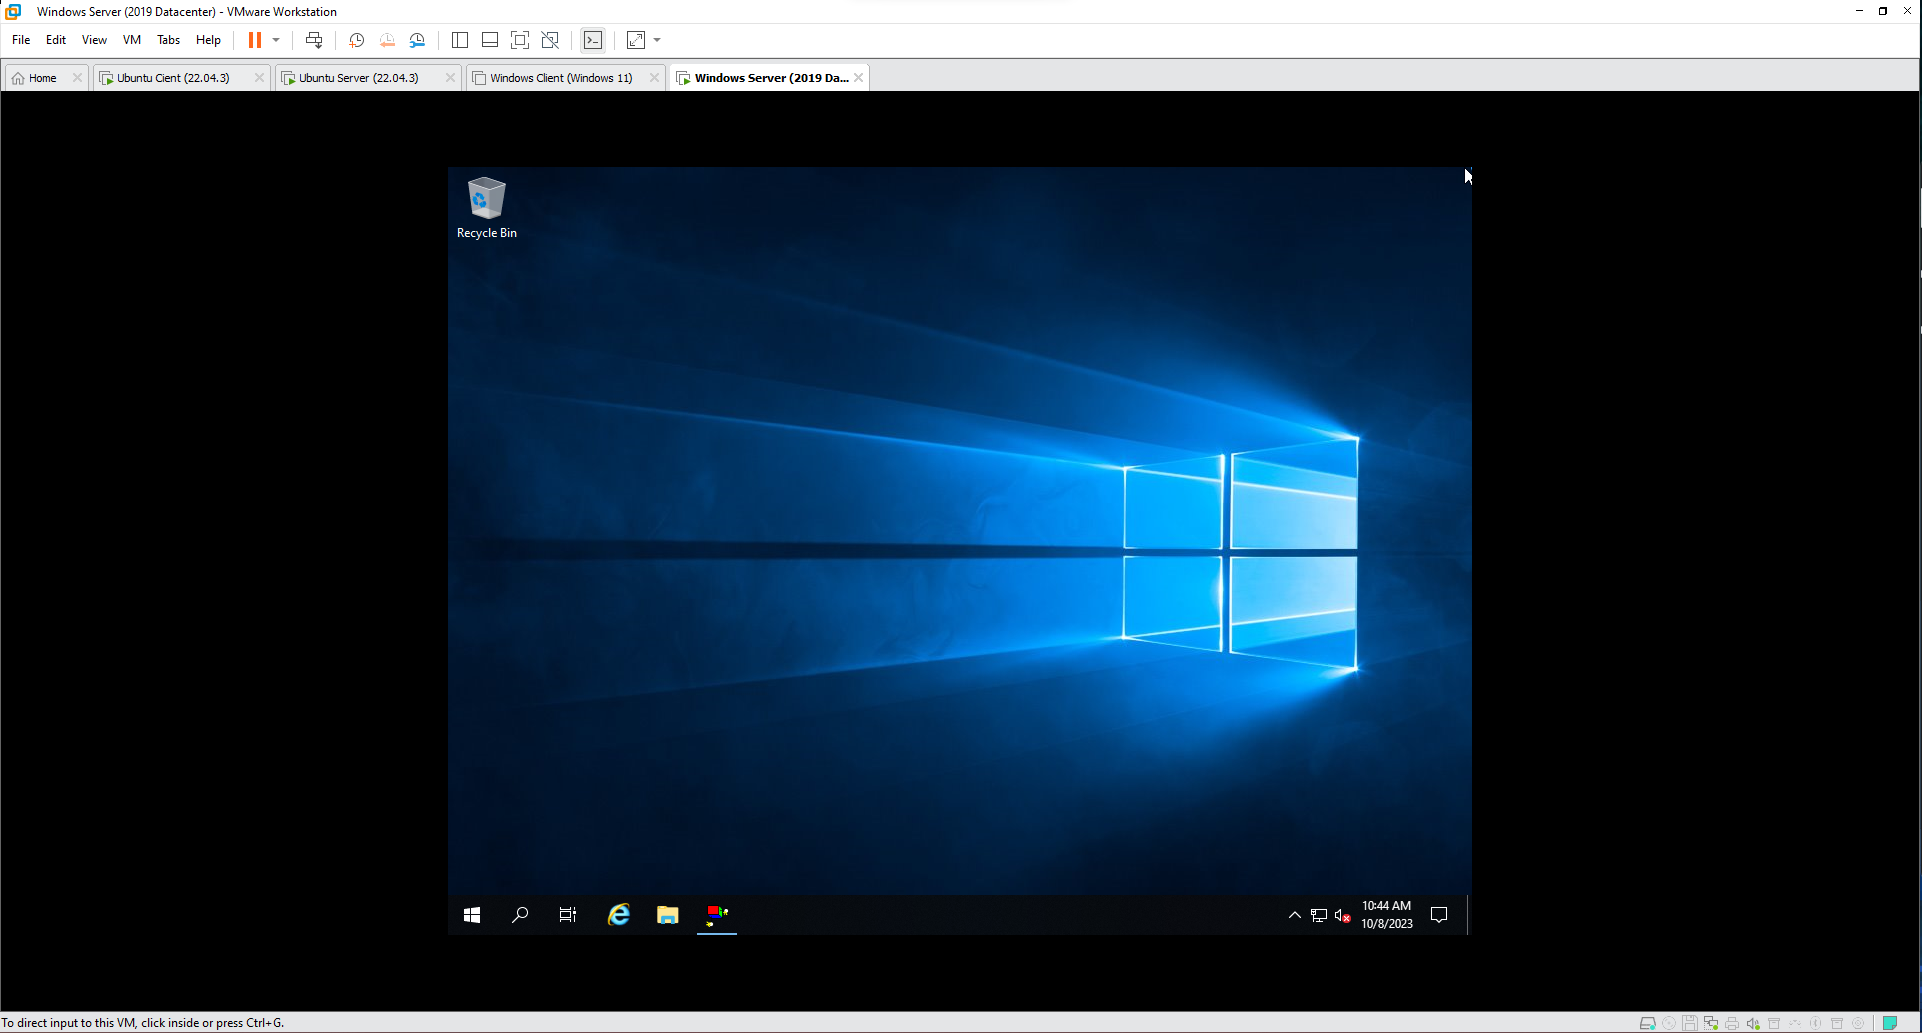 Windows Server (2019 Datacenter) - VMware Workstation
File Edit View VM Tabs Help
Home
Ubuntu Cient (22.04.3)
Ubuntu Server (22.04.3)
Windows Client (Windows 11)
Windows Server (2019 Da...
Recycle Bin
10:44 AM
10/8/2023
To direct input to this VM, click inside or press Ctrl+G.